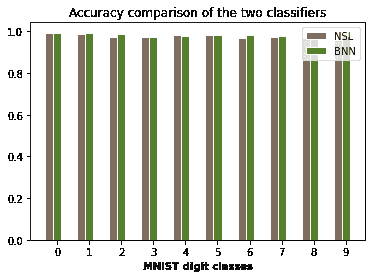 Accuracy comparison of the two classifiers
NSL
BNN
1.0
0.8
0.6
0.4
0.2
0.0
0 1 2 3 4 5 6 7 8 9
MNIST digit classes